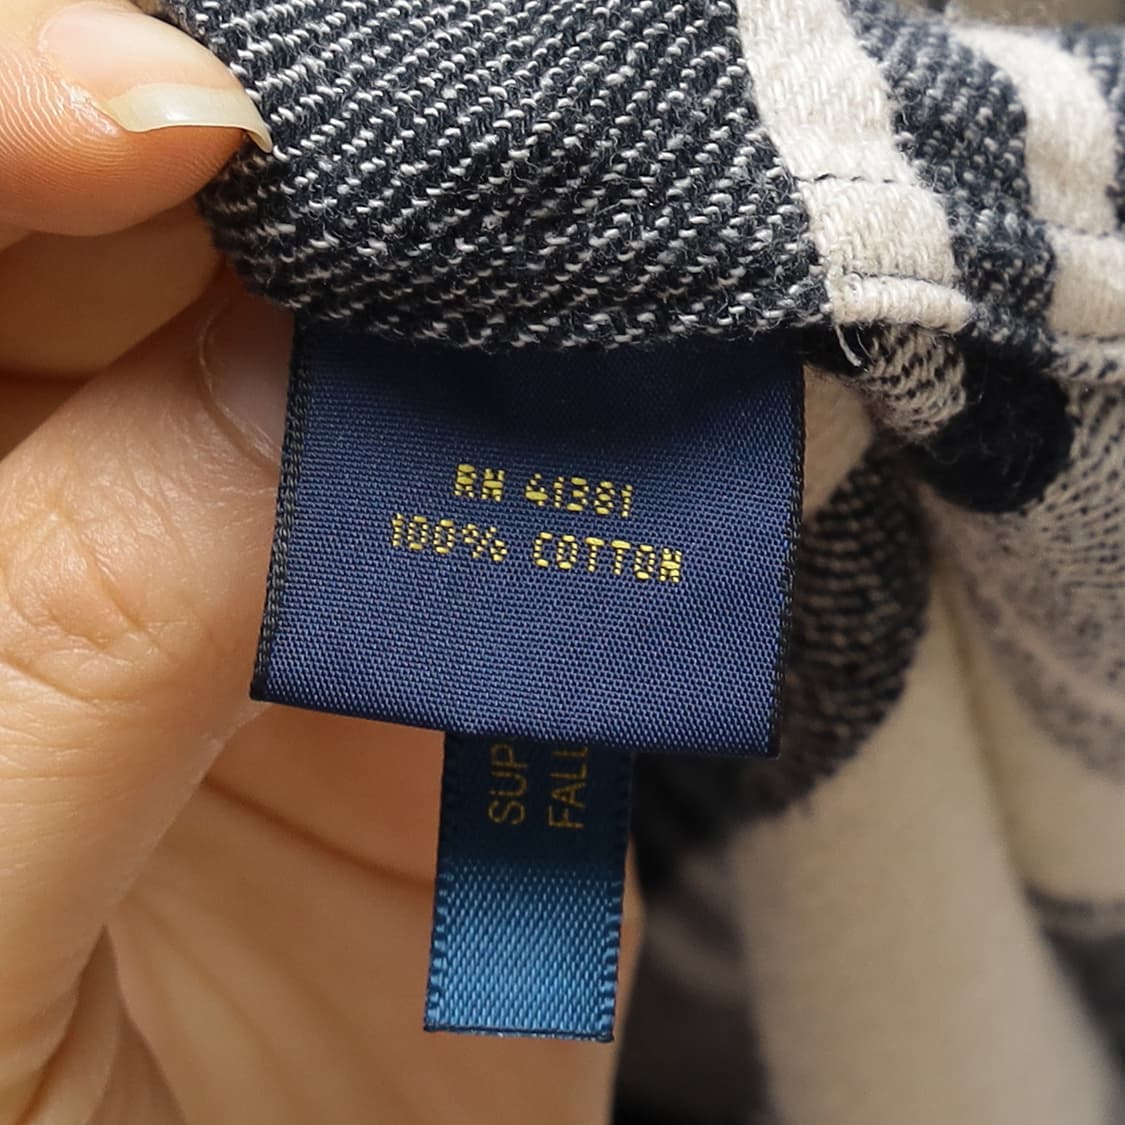 RN 41381
100% COTTON
SUP
FALL